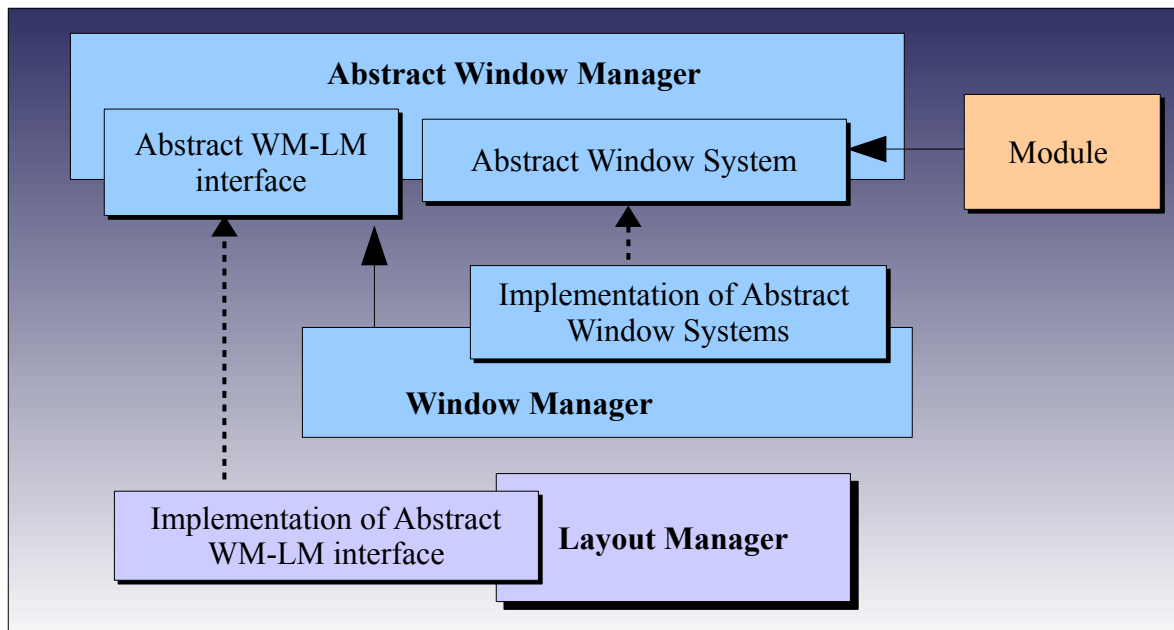 Abstract Window Manager
Abstract WM-LM
interface
Abstract Window System
Module
Implementation of Abstract
Window Systems
Window Manager
Implementation of Abstract
WM-LM interface
Layout Manager